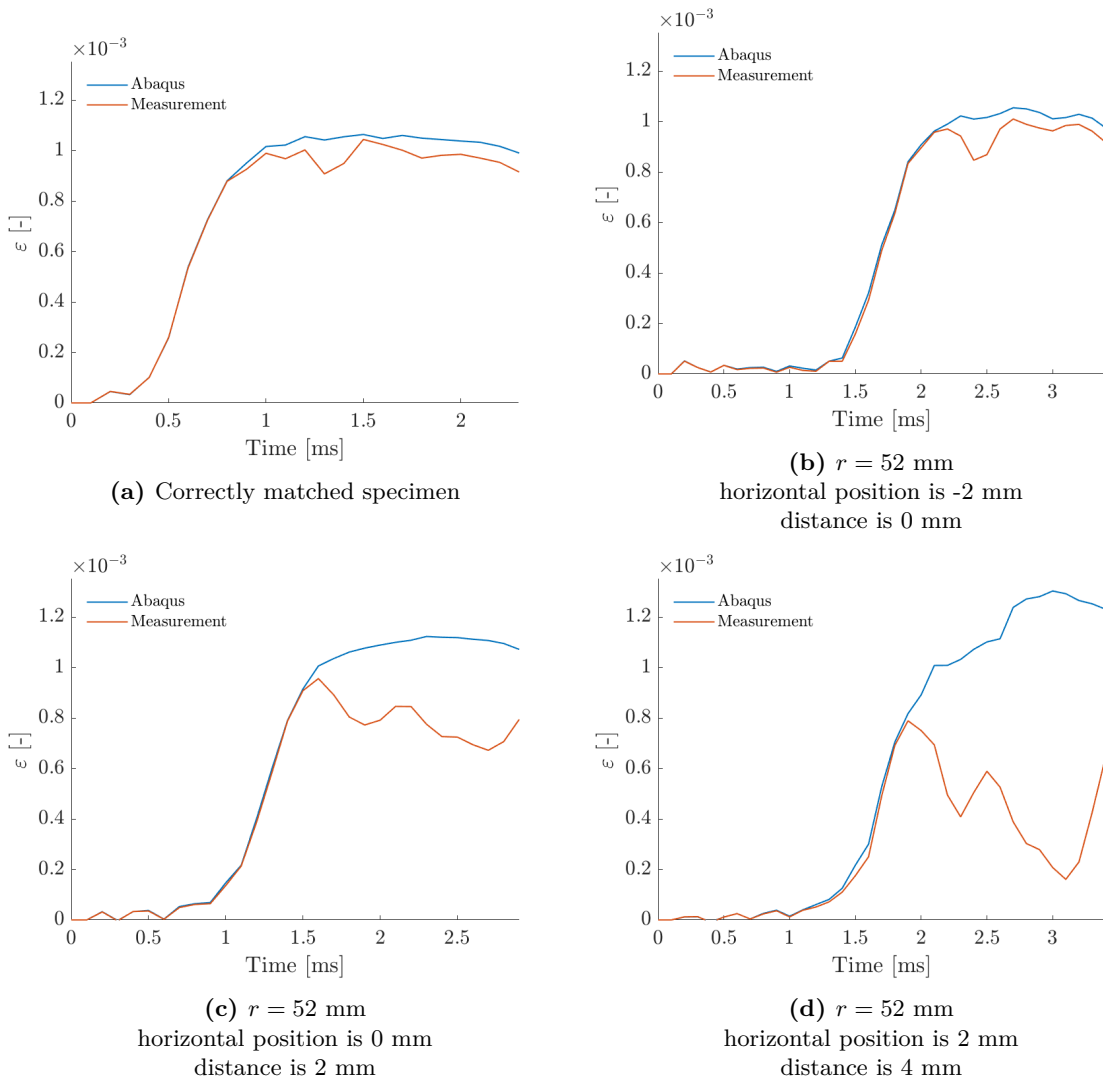 ×10⁻³
Abaqus
Measurement
1.2
1
0.8
0.6
0.4
0.2
0
ε [-]
0 0.5 1 1.5 2
Time [ms]
(a) Correctly matched specimen
×10⁻³
Abaqus
Measurement
1.2
1
0.8
0.6
0.4
0.2
0
ε [-]
0 0.5 1 1.5 2 2.5 3
Time [ms]
(b) r = 52 mm
horizontal position is -2 mm
distance is 0 mm
×10⁻³
Abaqus
Measurement
1.2
1
0.8
0.6
0.4
0.2
0
ε [-]
0 0.5 1 1.5 2 2.5
Time [ms]
(c) r = 52 mm
horizontal position is 0 mm
distance is 2 mm
×10⁻³
Abaqus
Measurement
1.2
1
0.8
0.6
0.4
0.2
0
ε [-]
0 0.5 1 1.5 2 2.5 3
Time [ms]
(d) r = 52 mm
horizontal position is 2 mm
distance is 4 mm